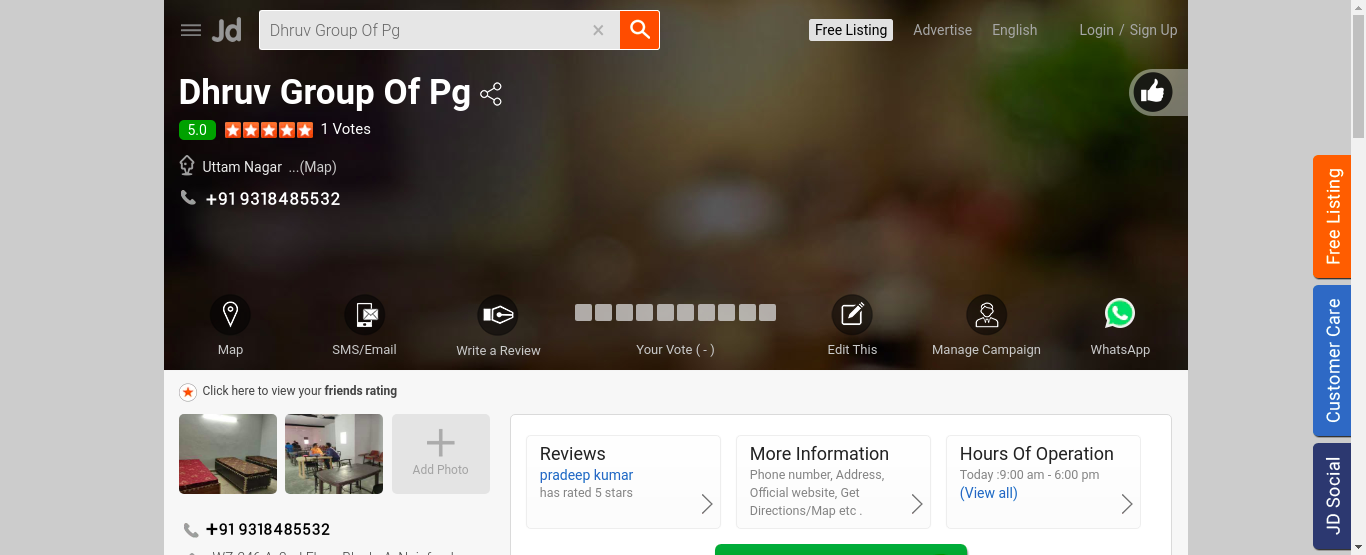 Jd
Dhruv Group Of Pg
Free Listing
Advertise
English
Login / Sign Up
Dhruv Group Of Pg
5.0
1 Votes
Uttam Nagar ...(Map)
+91 9318485532
Map
SMS/Email
Write a Review
Your Vote ( - )
Edit This
Manage Campaign
WhatsApp
Click here to view your friends rating
Add Photo
Reviews
pradeep kumar
has rated 5 stars
More Information
Phone number, Address,
Official website, Get
Directions/Map etc .
Hours Of Operation
Today :9:00 am - 6:00 pm
(View all)
+91 9318485532
Free Listing
Customer Care
JD Social